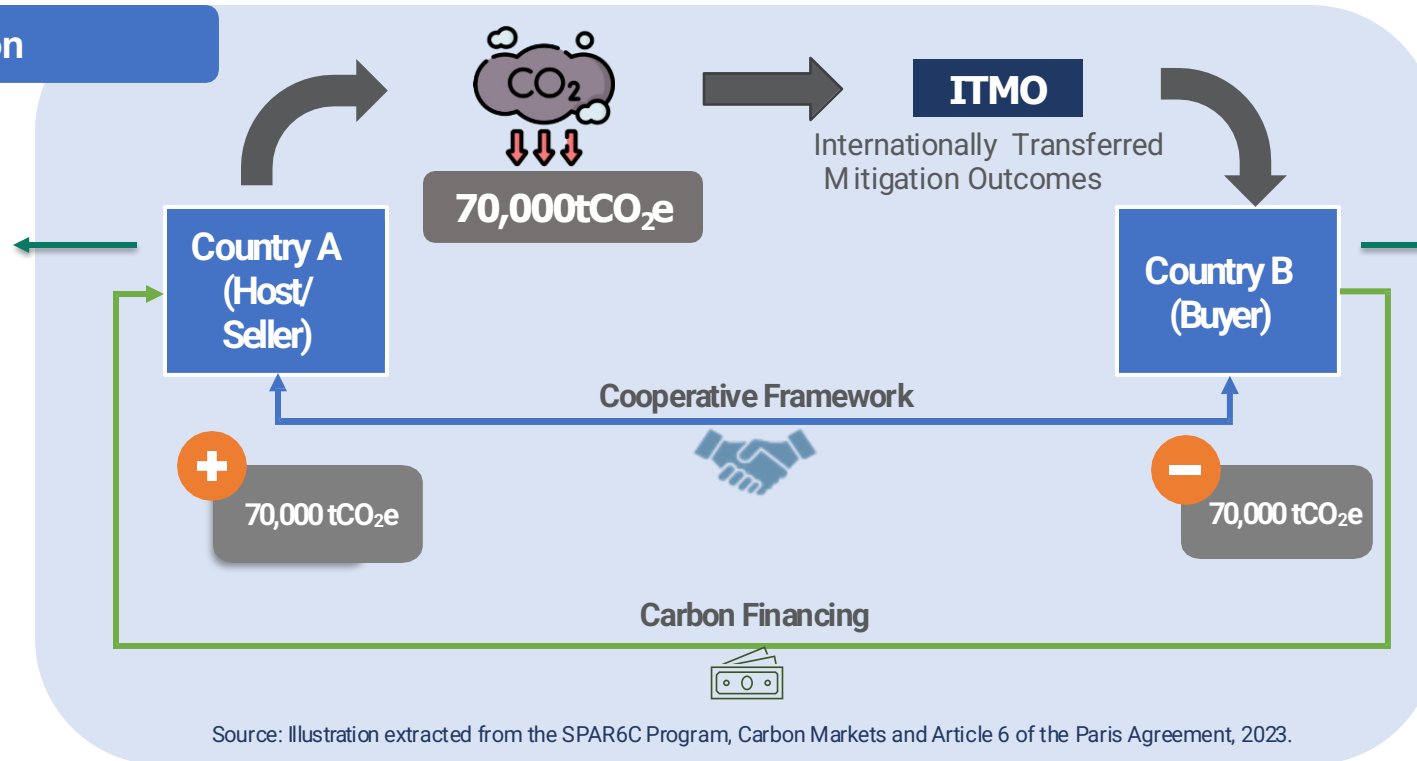 on
CO₂
ITMO
Internationally Transferred
Mitigation Outcomes
70,000tCO₂e
Country A
(Host/
Seller)
Country B
(Buyer)
Cooperative Framework
70,000 tCO₂e
70,000 tCO₂e
Carbon Financing
Source: Illustration extracted from the SPAR6C Program, Carbon Markets and Article 6 of the Paris Agreement, 2023.